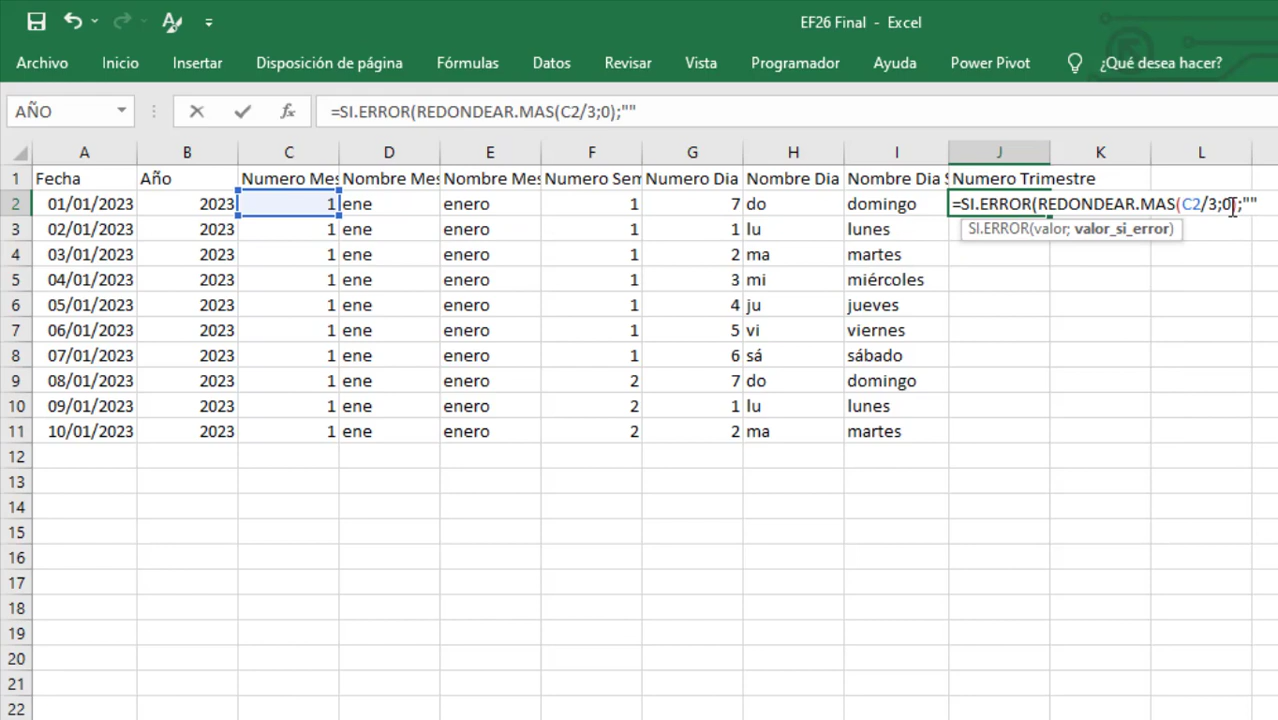 EF26 Final - Excel
Archivo Inicio Insertar Disposición de página Fórmulas Datos Revisar Vista Programador Ayuda Power Pivot ¿Qué desea hacer?
AÑO fx =SI.ERROR(REDONDEAR.MAS(C2/3;0);""
A B C D E F G H I J K L
1 Fecha Año Numero Mes Nombre Mes Nombre Mes Numero Sem Numero Dia Nombre Dia Nombre Dia S Numero Trimestre
2 01/01/2023 2023 1 ene enero 1 7 do domingo =SI.ERROR(REDONDEAR.MAS(C2/3;0);""
3 02/01/2023 2023 1 ene enero 1 1 lu lunes SI.ERROR(valor; valor_si_error)
4 03/01/2023 2023 1 ene enero 1 2 ma martes
5 04/01/2023 2023 1 ene enero 1 3 mi miércoles
6 05/01/2023 2023 1 ene enero 1 4 ju jueves
7 06/01/2023 2023 1 ene enero 1 5 vi viernes
8 07/01/2023 2023 1 ene enero 1 6 sá sábado
9 08/01/2023 2023 1 ene enero 2 7 do domingo
10 09/01/2023 2023 1 ene enero 2 1 lu lunes
11 10/01/2023 2023 1 ene enero 2 2 ma martes
12
13
14
15
16
17
18
19
20
21
22